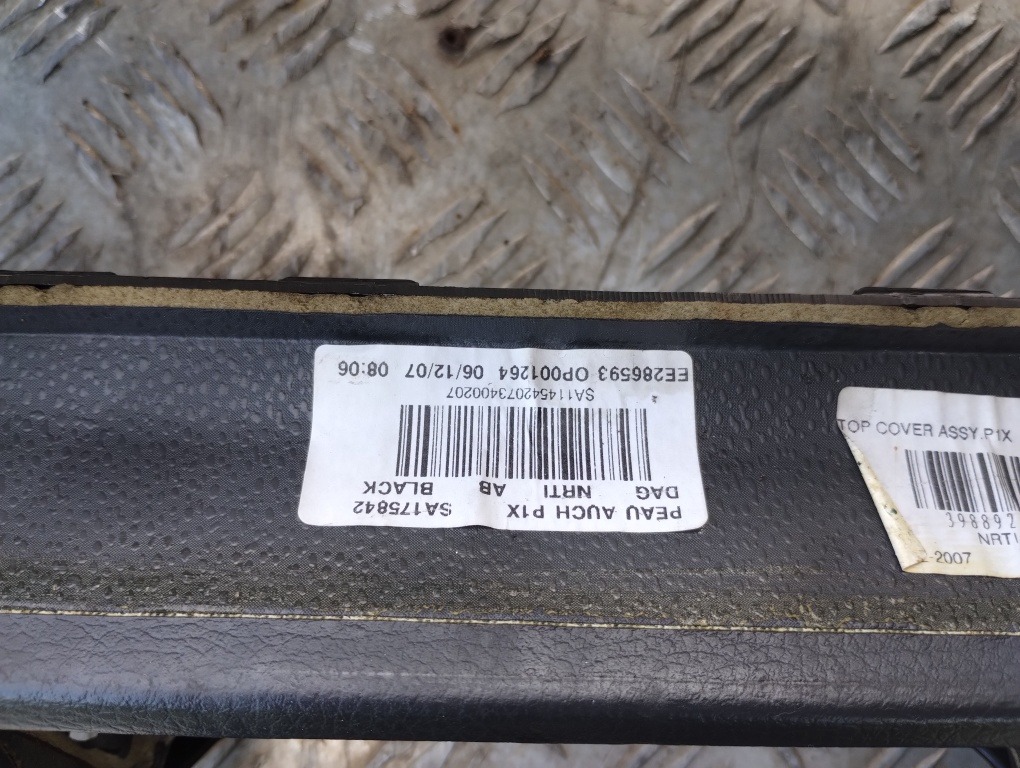 PEAU AUCH P1X SA175842
DAG NRTI AB BLACK
SA114542073400207
EE286593 OP001264 06/12/07 08:06
TOP COVER ASSY.P1X
398892
NRTI
-2007